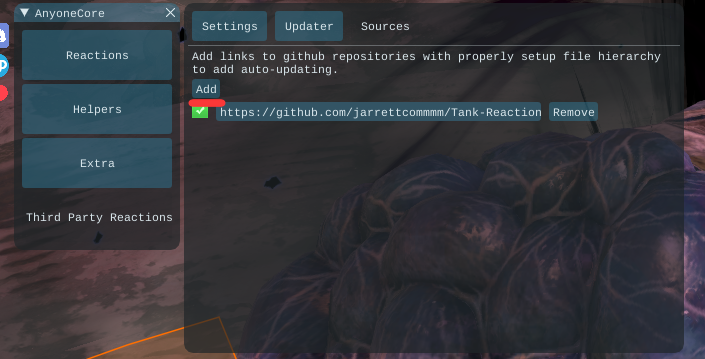 AnyoneCore
Reactions
Helpers
Extra
Third Party Reactions
Settings
Updater
Sources
Add links to github repositories with properly setup file hierarchy
to add auto-updating.
Add
https://github.com/jarrettcommmm/Tank-Reaction
Remove